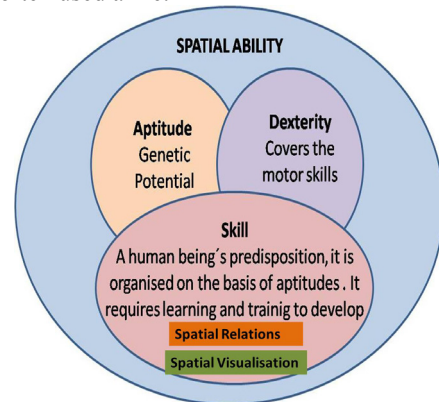 SPATIAL ABILITY
Aptitude
Genetic
Potential
Dexterity
Covers the
motor skills
Skill
A human being´s predisposition, it is
organised on the basis of aptitudes . It
requires learning and trainig to develop
Spatial Relations
Spatial Visualisation